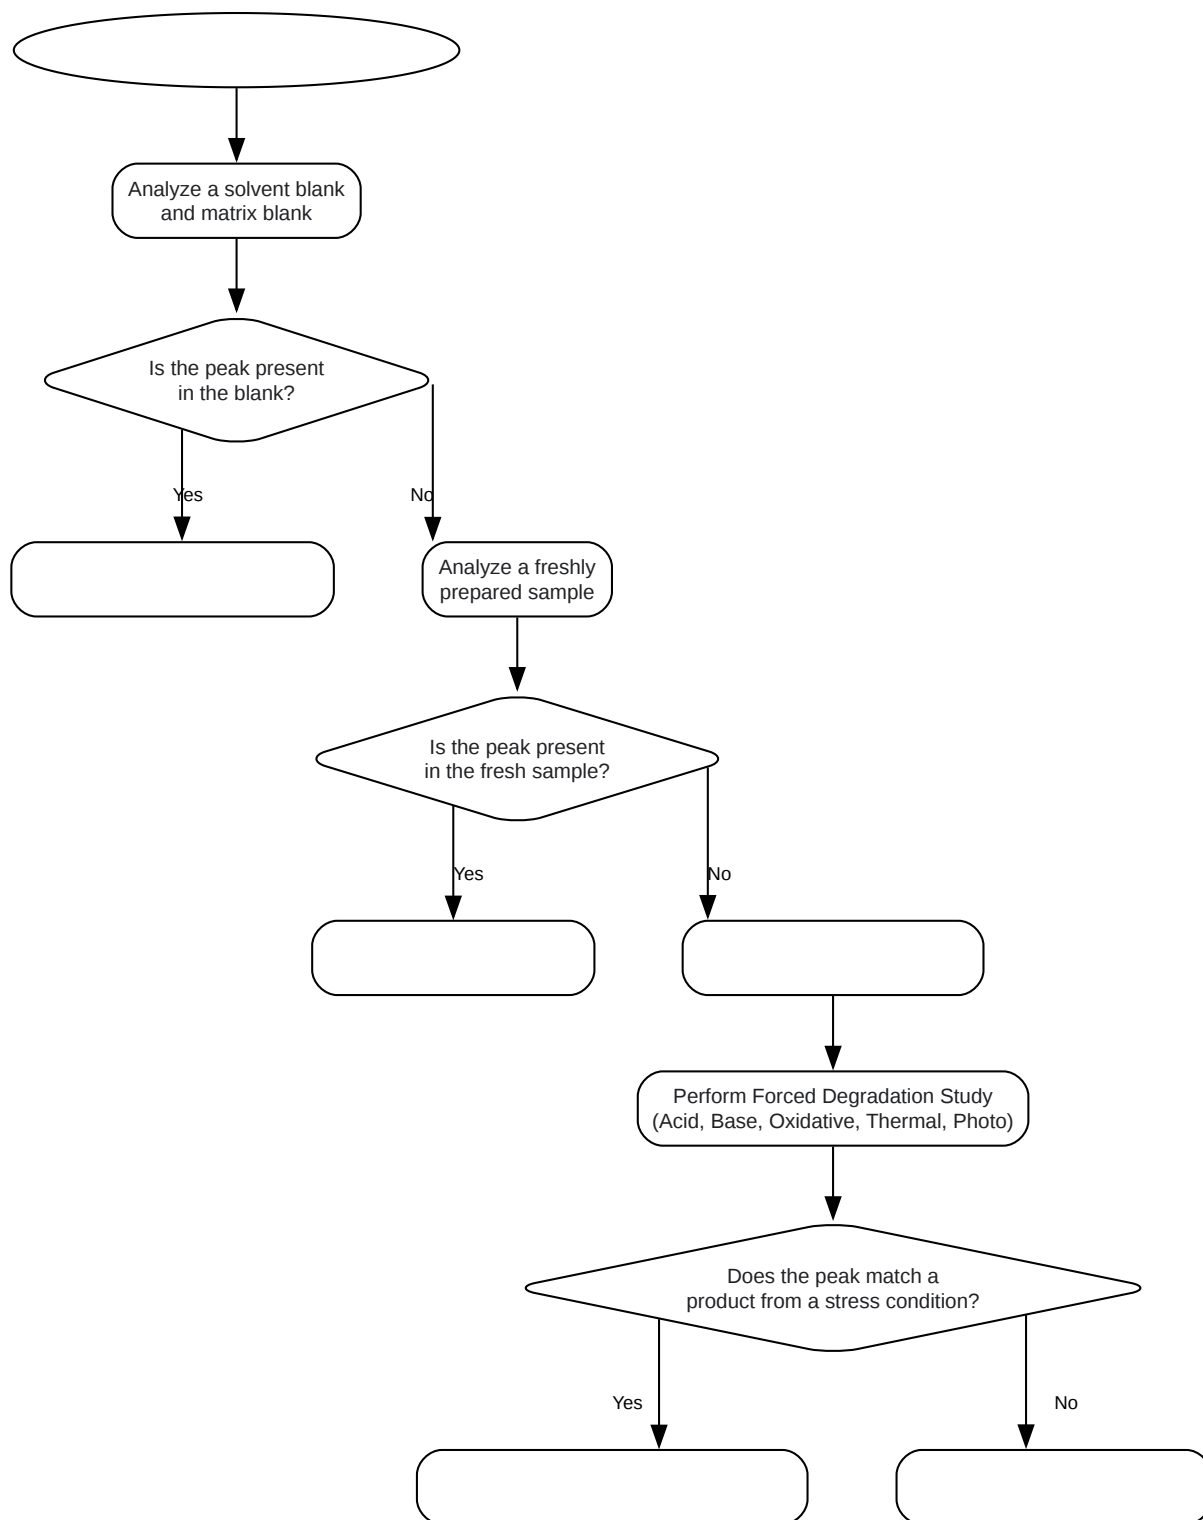 Analyze a solvent blank
and matrix blank
Is the peak present
in the blank?
Yes
No
Analyze a freshly
prepared sample
Is the peak present
in the fresh sample?
Yes
No
Perform Forced Degradation Study
(Acid, Base, Oxidative, Thermal, Photo)
Does the peak match a
product from a stress condition?
Yes
No